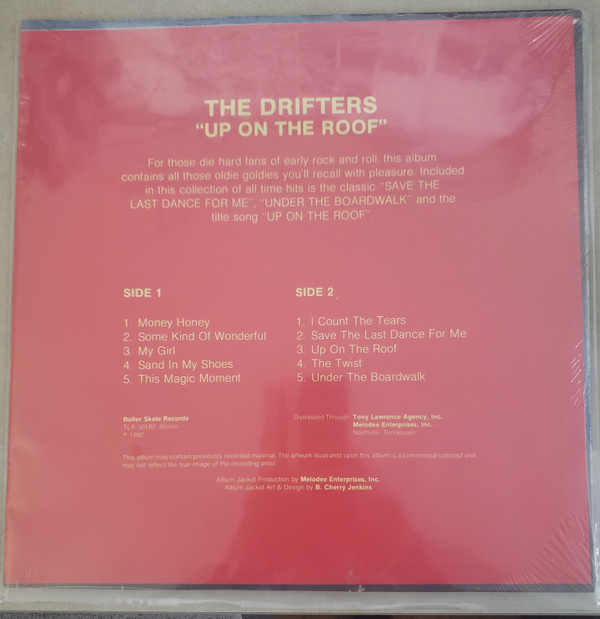 THE DRIFTERS
“UP ON THE ROOF”
For those die hard fans of early rock and roll, this album
contains all those oldie goldies you’ll recall with pleasure. Included
in this collection of all time hits is the classic “SAVE THE
LAST DANCE FOR ME”, “UNDER THE BOARDWALK” and the
title song “UP ON THE ROOF”.
SIDE 1
1. Money Honey
2. Some Kind Of Wonderful
3. My Girl
4. Sand In My Shoes
5. This Magic Moment
SIDE 2
1. I Count The Tears
2. Save The Last Dance For Me
3. Up On The Roof
4. The Twist
5. Under The Boardwalk
Roller Skate Records
TLA Stereo
1982
Distributed Through: Tony Lawrence Agency, Inc.
Melodee Enterprises, Inc.
Nashville, Tennessee
This album may contain previously recorded material. The artwork illustrated upon this album is a commercial concept and
may not reflect the true image of the recording artist.
Album Jacket Production by Melodee Enterprises, Inc.
Album Jacket Art & Design by B. Cherry Jenkins